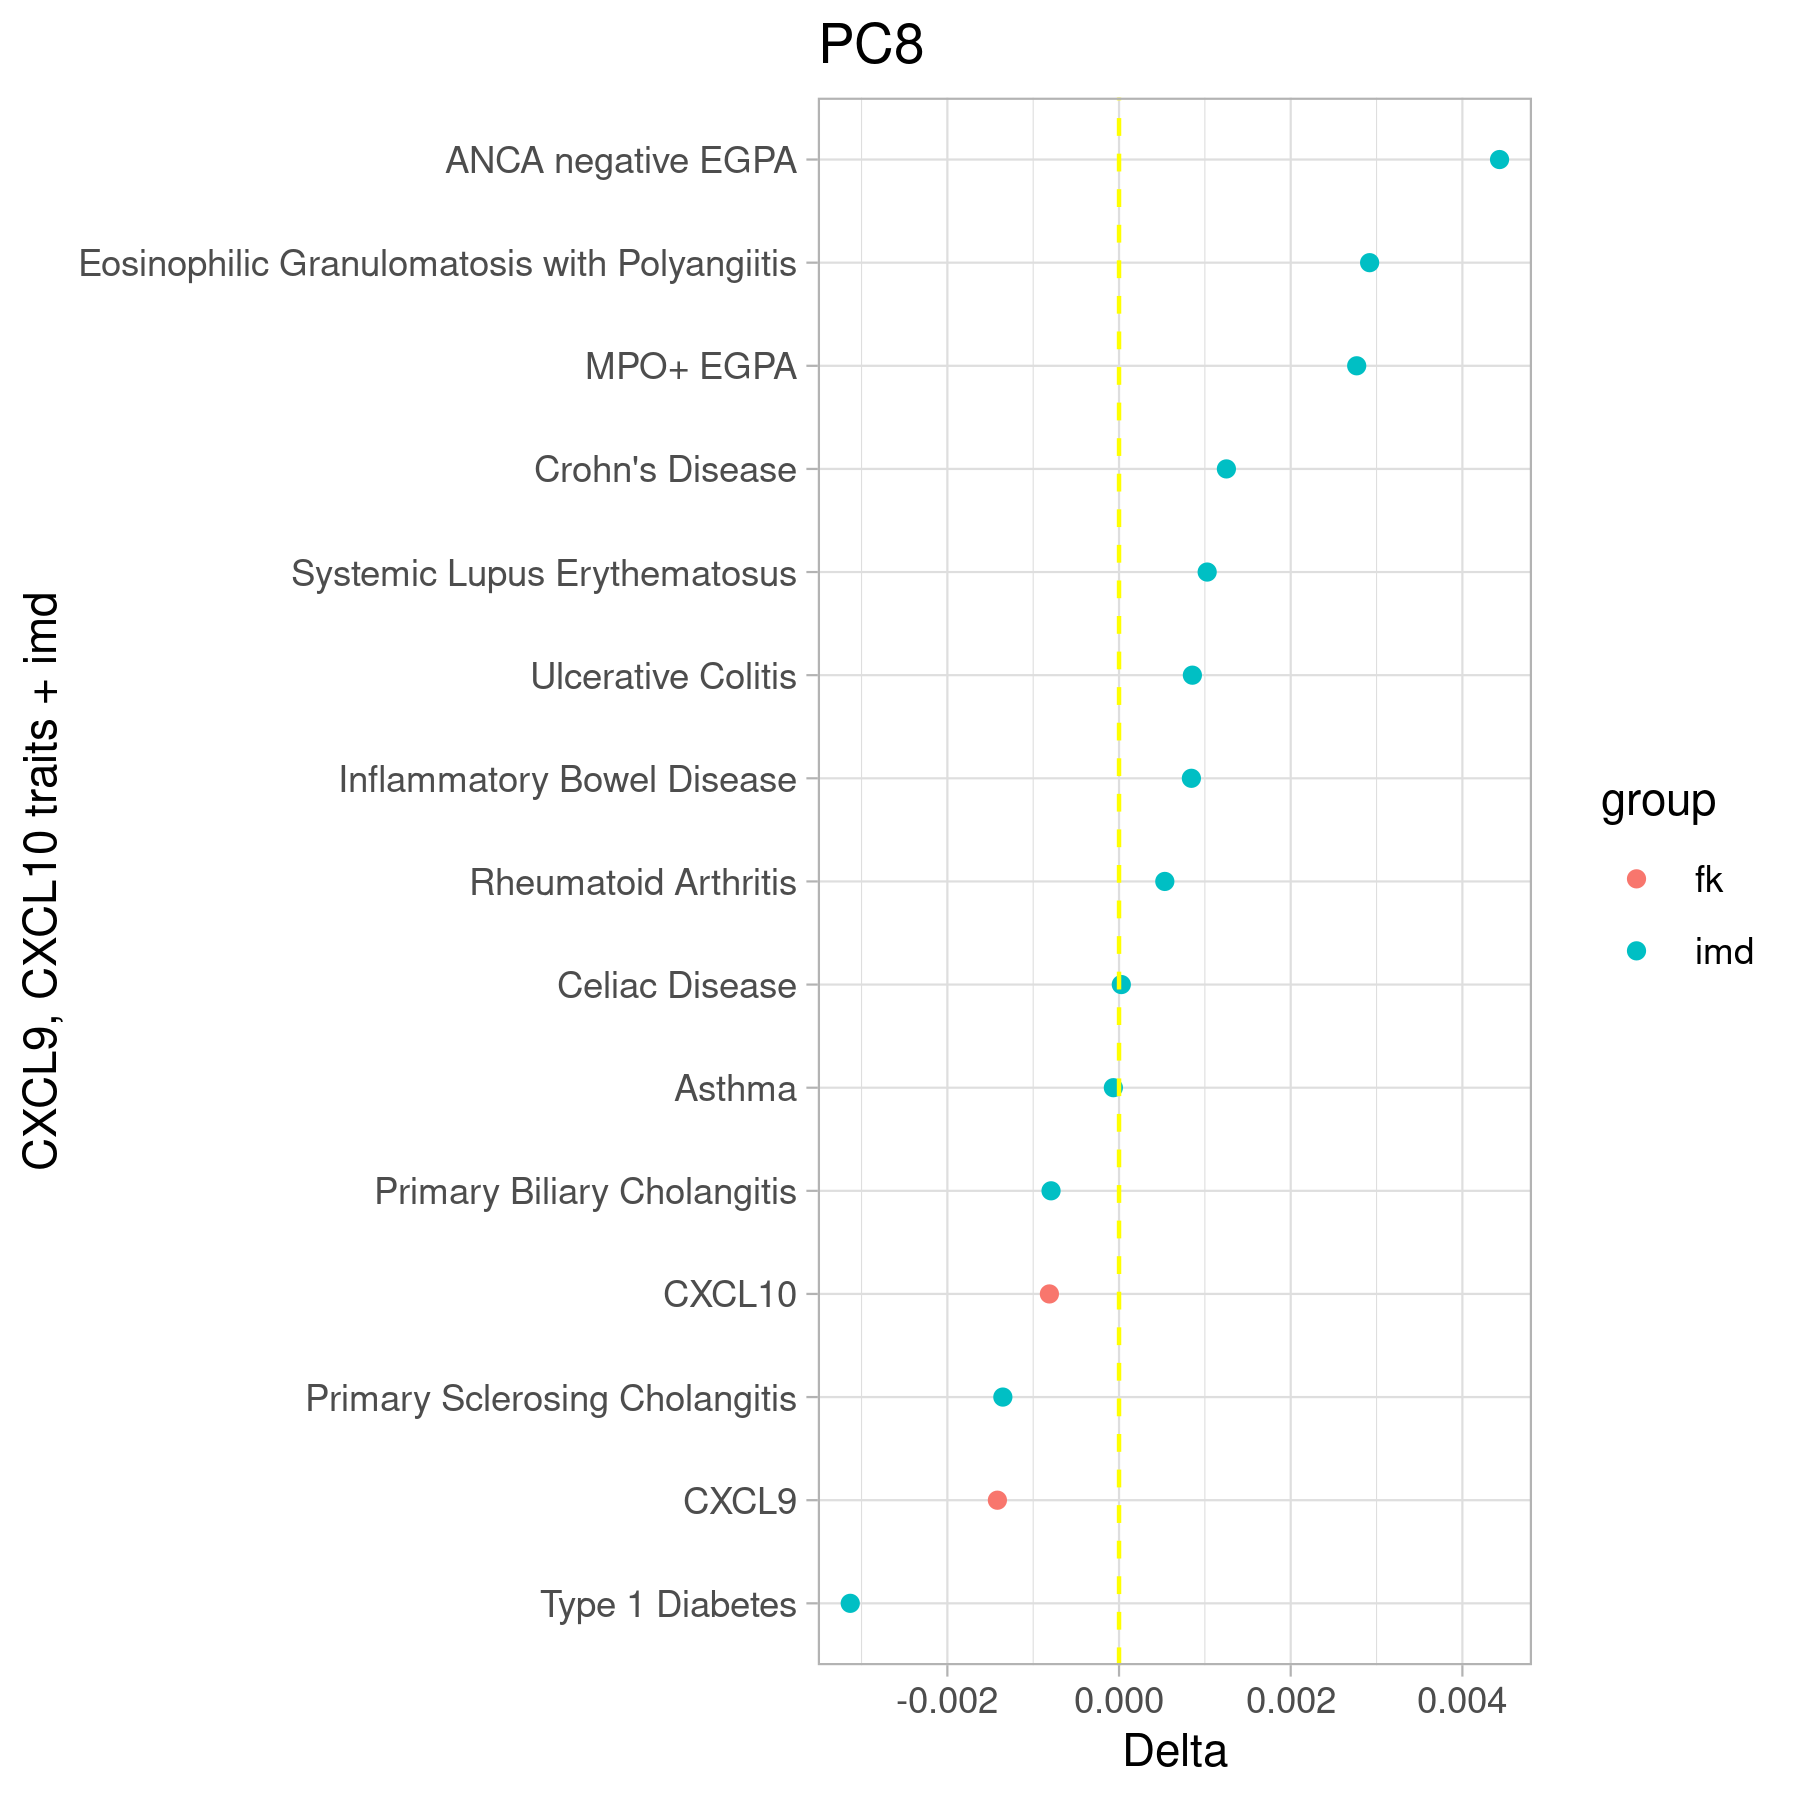 PC8
ANCA negative EGPA
Eosinophilic Granulomatosis with Polyangiitis
MPO+ EGPA
Crohn's Disease
Systemic Lupus Erythematosus
Ulcerative Colitis
Inflammatory Bowel Disease
Rheumatoid Arthritis
Celiac Disease
Asthma
Primary Biliary Cholangitis
CXCL10
Primary Sclerosing Cholangitis
CXCL9
Type 1 Diabetes
CXCL9, CXCL10 traits + imd
-0.002 0.000 0.002 0.004
Delta
group
fk
imd